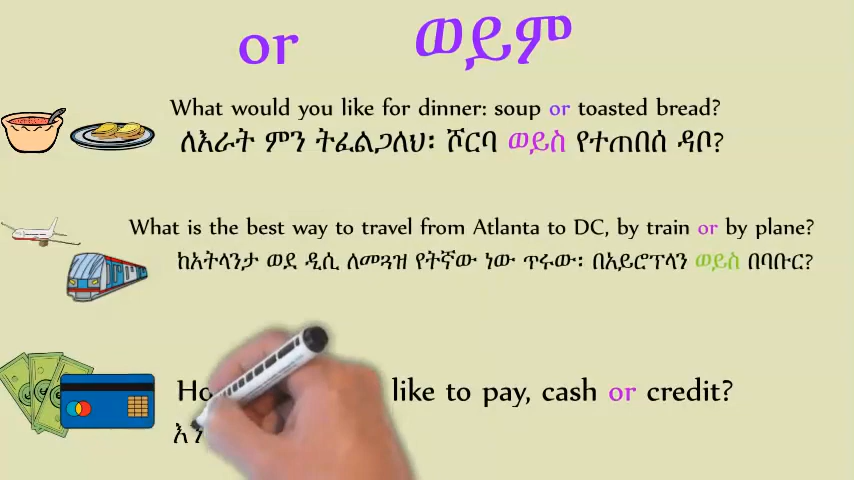 or ወይም
What would you like for dinner: soup or toasted bread?
ለእራት ምን ትፈልጋለህ፡ ሾርባ ወይስ የተጠበሰ ዳቦ?
What is the best way to travel from Atlanta to DC, by train or by plane?
ከአትላንታ ወደ ዲሲ ለመጓዝ የትኛው ነው ጥሩው፡ በአይሮፕላን ወይስ በባቡር?
like to pay, cash or credit?